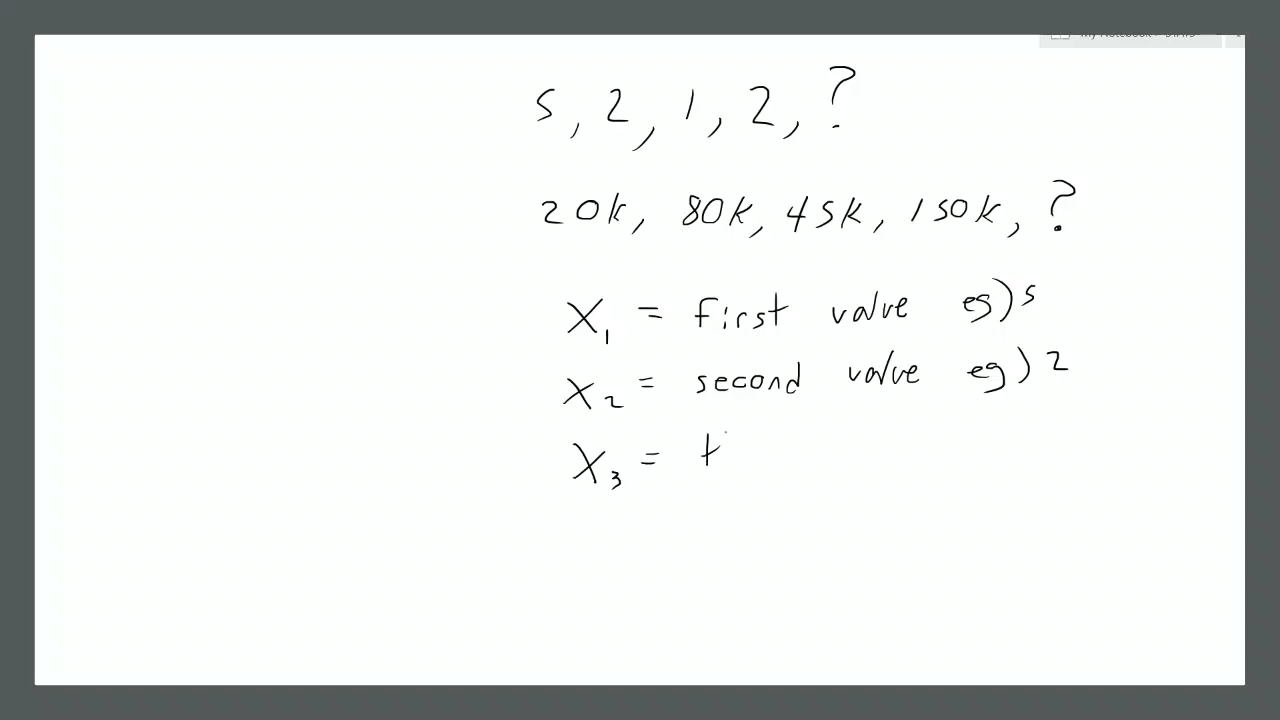 5, 2, 1, 2, ?
20k, 80k, 45k, 150k, ?
X₁ = first value eg) 5
X₂ = second value eg) 2
X₃ = t